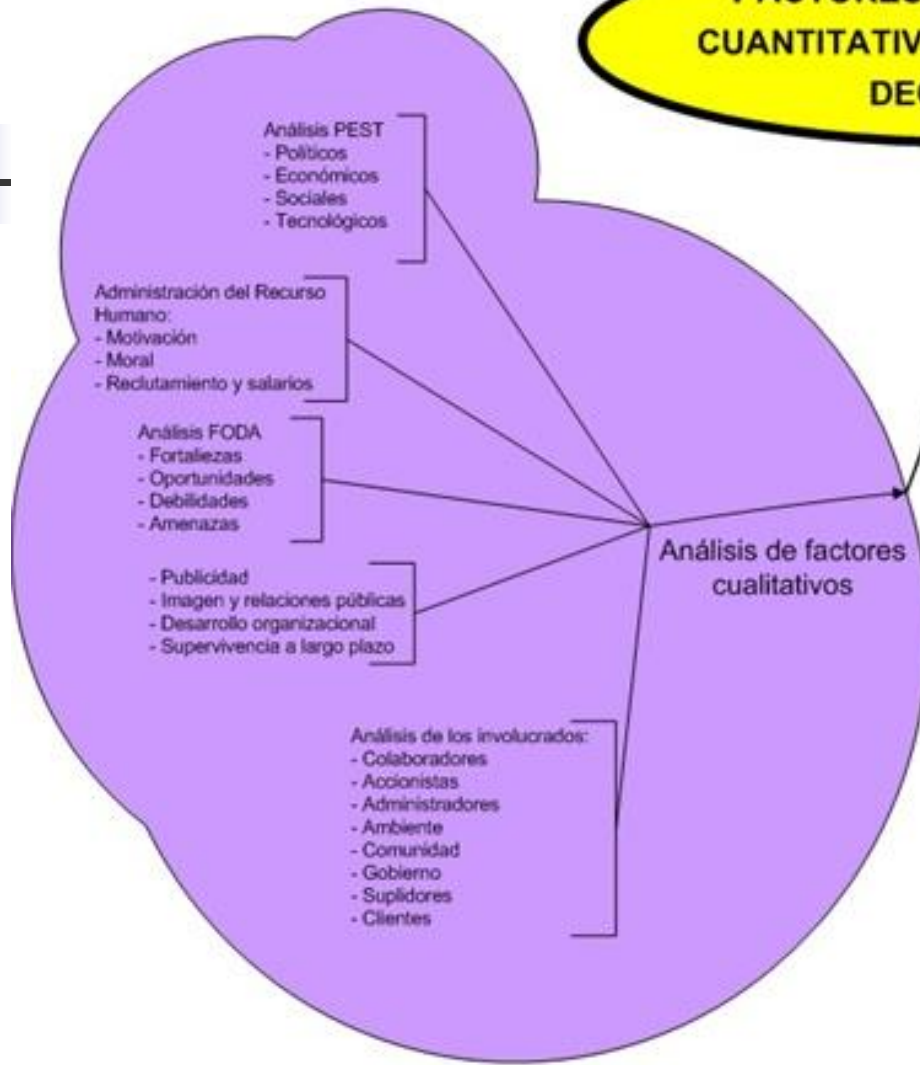 CUANTITATIV
Análisis PEST
- Políticos
- Económicos
- Sociales
- Tecnológicos
Administración del Recurso
Humano:
- Motivación
- Moral
- Reclutamiento y salarios
Análisis FODA
- Fortaliezas
- Oportunidades
- Debilidades
- Amenazas
- Publicidad
- Imagen y relaciones públicas
- Desarrollo organizacional
- Supervivencia a largo plazo
Análisis de factores
cualitativos
Análisis de los involucrados:
- Colaboradores
- Accionistas
- Administradores
- Ambiente
- Comunidad
- Gobierno
- Suplidores
- Clientes